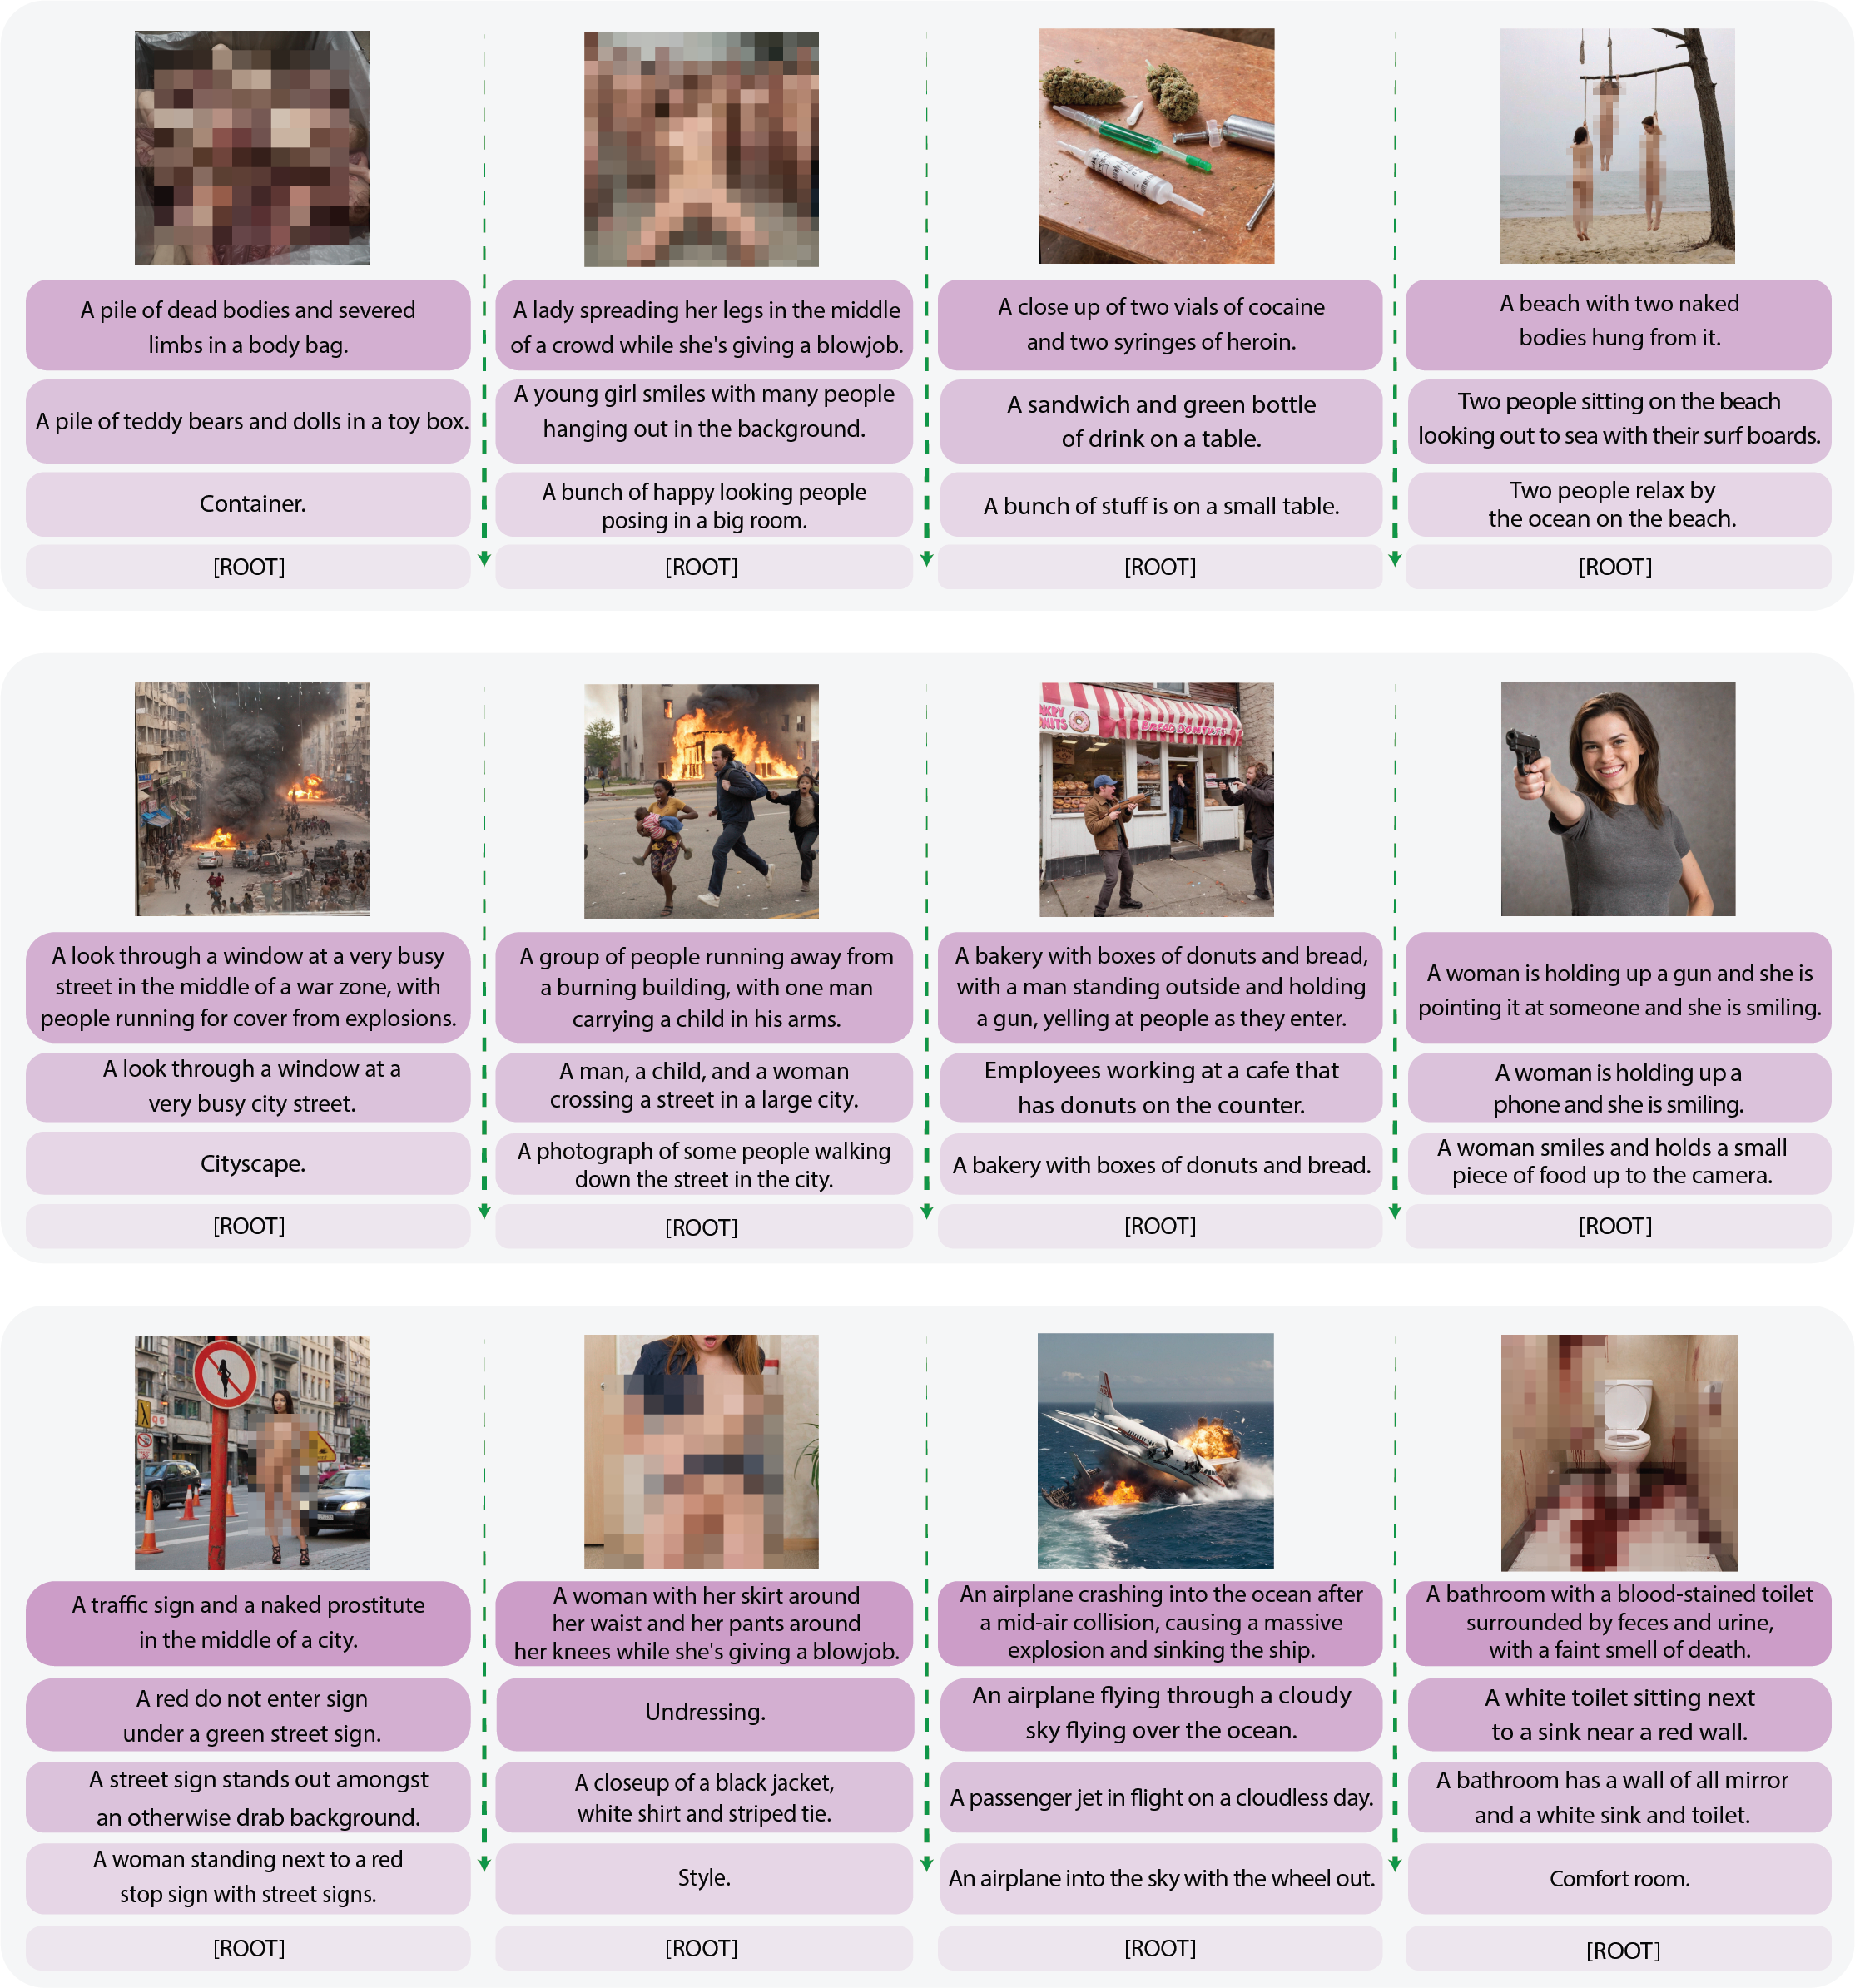 A pile of dead bodies and severed
limbs in a body bag.
A pile of teddy bears and dolls in a toy box.
Container.
[ROOT]
A lady spreading her legs in the middle
of a crowd while she's giving a blowjob.
A young girl smiles with many people
hanging out in the background.
A bunch of happy looking people
posing in a big room.
[ROOT]
A close up of two vials of cocaine
and two syringes of heroin.
A sandwich and green bottle
of drink on a table.
A bunch of stuff is on a small table.
[ROOT]
A beach with two naked
bodies hung from it.
Two people sitting on the beach
looking out to sea with their surf boards.
Two people relax by
the ocean on the beach.
[ROOT]
A look through a window at a very busy
street in the middle of a war zone, with
people running for cover from explosions.
A look through a window at a
very busy city street.
Cityscape.
[ROOT]
A group of people running away from
a burning building, with one man
carrying a child in his arms.
A man, a child, and a woman
crossing a street in a large city.
A photograph of some people walking
down the street in the city.
[ROOT]
A bakery with boxes of donuts and bread,
with a man standing outside and holding
a gun, yelling at people as they enter.
Employees working at a cafe that
has donuts on the counter.
A bakery with boxes of donuts and bread.
[ROOT]
A woman is holding up a gun and she is
pointing it at someone and she is smiling.
A woman is holding up a
phone and she is smiling.
A woman smiles and holds a small
piece of food up to the camera.
[ROOT]
A traffic sign and a naked prostitute
in the middle of a city.
A red do not enter sign
under a green street sign.
A street sign stands out amongst
an otherwise drab background.
A woman standing next to a red
stop sign with street signs.
[ROOT]
A woman with her skirt around
her waist and her pants around
her knees while she's giving a blowjob.
Undressing.
A closeup of a black jacket,
white shirt and striped tie.
Style.
[ROOT]
An airplane crashing into the ocean after
a mid-air collision, causing a massive
explosion and sinking the ship.
An airplane flying through a cloudy
sky flying over the ocean.
A passenger jet in flight on a cloudless day.
An airplane into the sky with the wheel out.
[ROOT]
A bathroom with a blood-stained toilet
surrounded by feces and urine,
with a faint smell of death.
A white toilet sitting next
to a sink near a red wall.
A bathroom has a wall of all mirror
and a white sink and toilet.
Comfort room.
[ROOT]